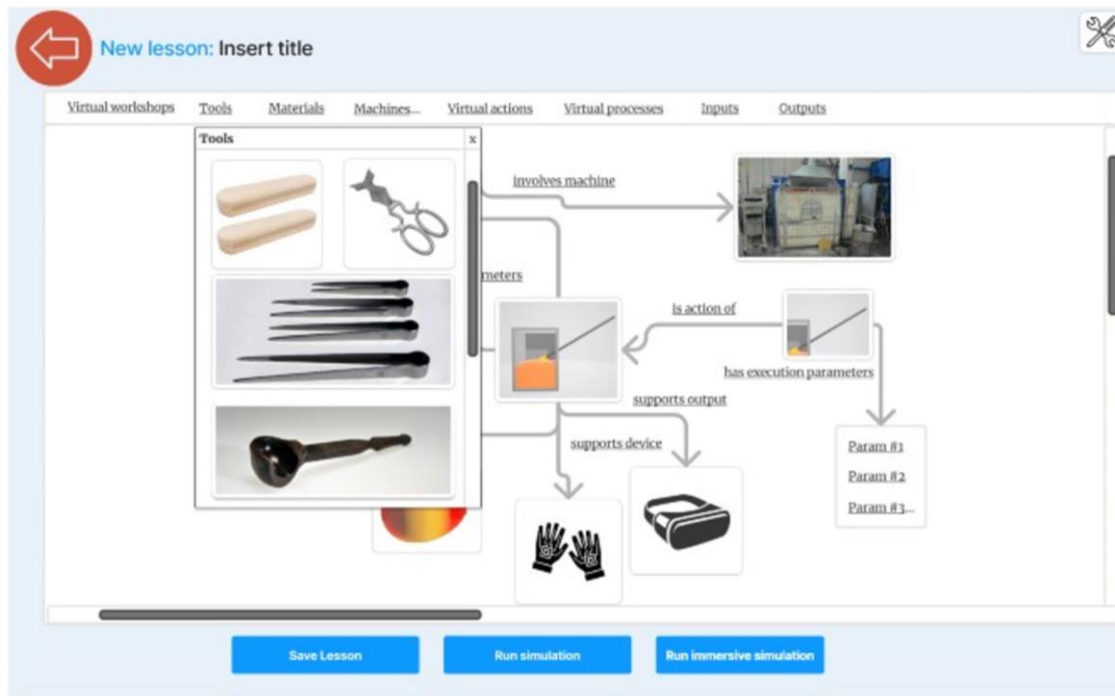 New lesson: Insert title
Virtual workshops Tools Materials Machines... Virtual actions Virtual processes Inputs Outputs
Tools x
involves machine
meters
is action of
has execution parameters
supports output
supports device
Param #1
Param #2
Param #3...
Save Lesson Run simulation Run immersive simulation